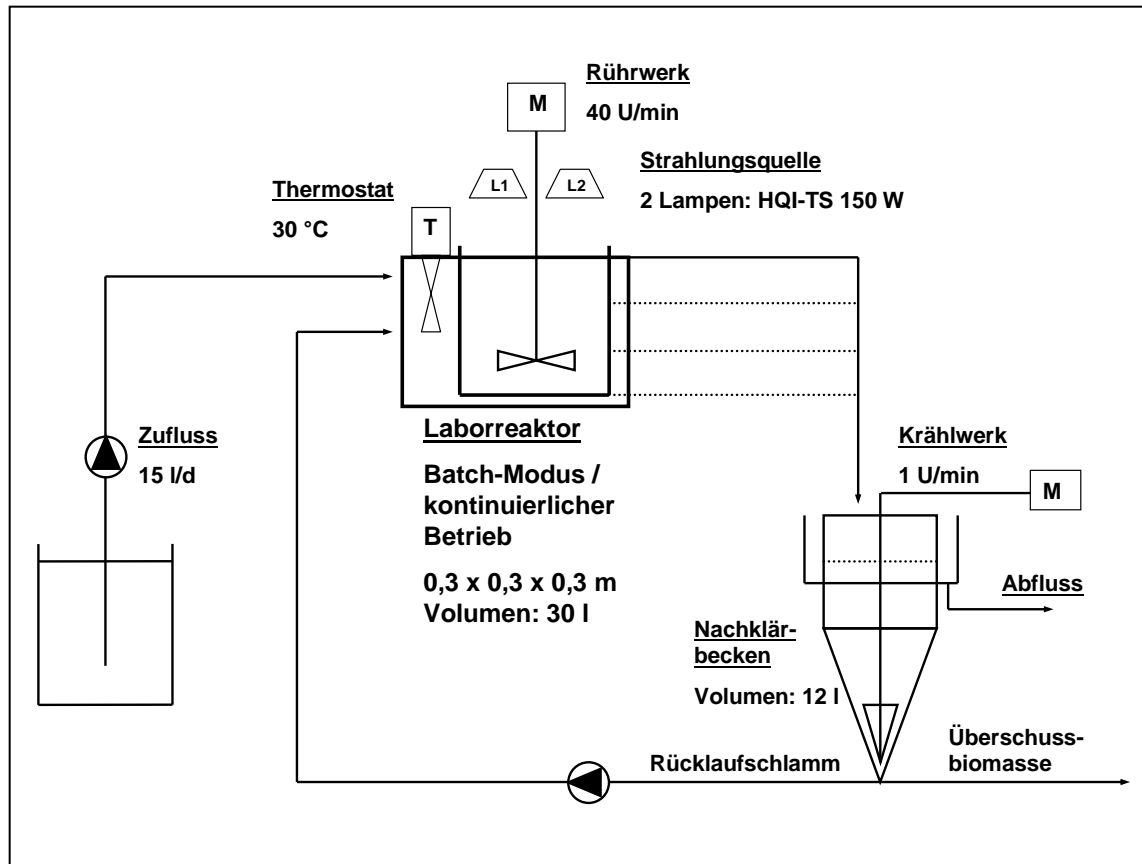 Rührwerk
40 U/min
M
Strahlungsquelle
2 Lampen: HQI-TS 150 W
L1
L2
Thermostat
30 °C
T
Zufluss
15 l/d
Laborreaktor
Batch-Modus /
kontinuierlicher
Betrieb
0,3 x 0,3 x 0,3 m
Volumen: 30 l
Krählwerk
1 U/min
M
Abfluss
Nachklär-
becken
Volumen: 12 l
Rücklaufschlamm
Überschuss-
biomasse